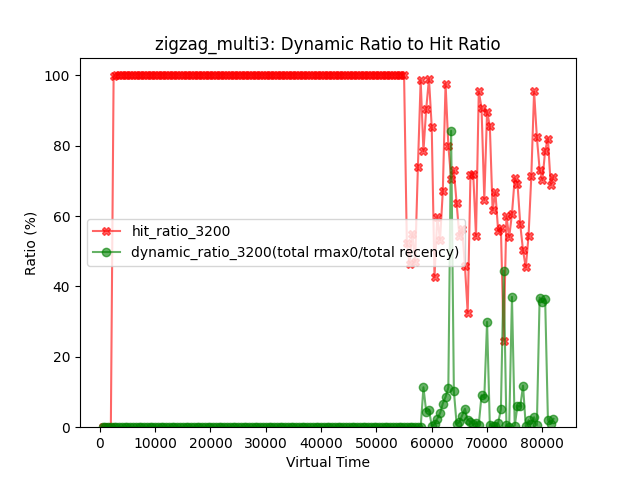 zigzag_multi3: Dynamic Ratio to Hit Ratio
100
80
60
40
20
0
Ratio (%)
hit_ratio_3200
dynamic_ratio_3200(total rmax0/total recency)
0 10000 20000 30000 40000 50000 60000 70000 80000
Virtual Time